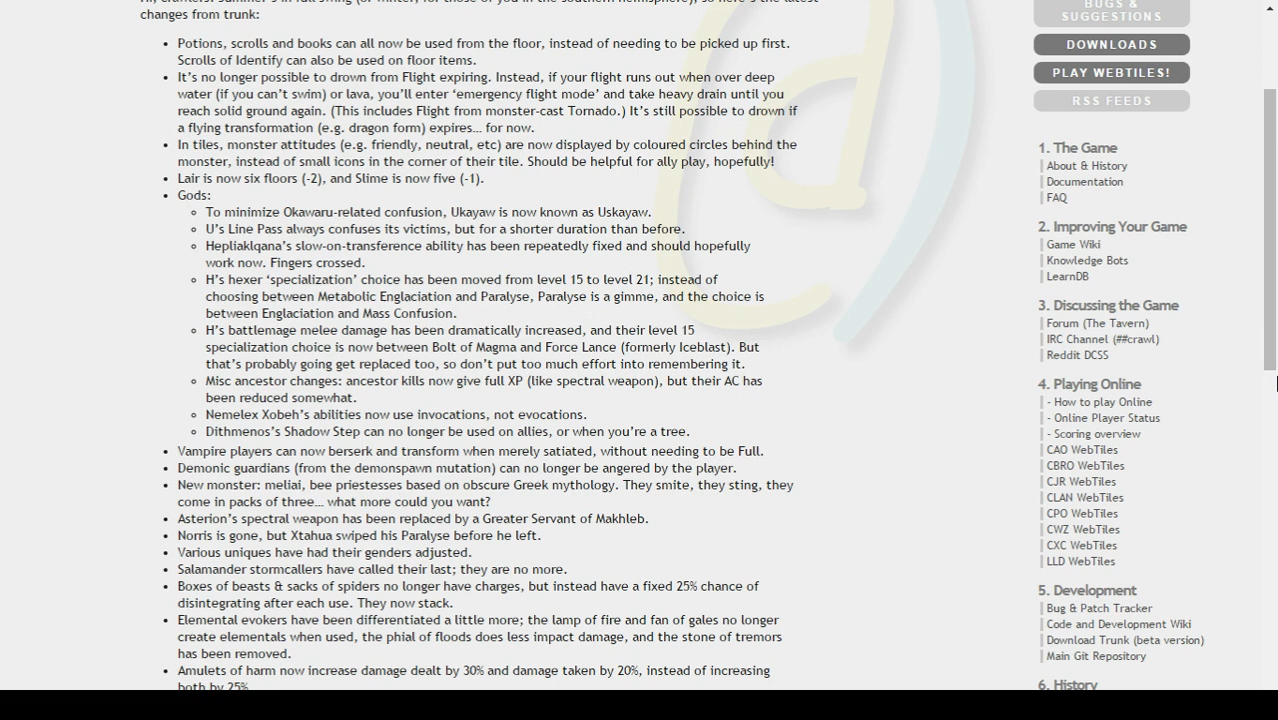 changes from trunk:
• Potions, scrolls and books can all now be used from the floor, instead of needing to be picked up first.
Scrolls of Identify can also be used on floor items.
• It's no longer possible to drown from Flight expiring. Instead, if your flight runs out when over deep
water (if you can't swim) or lava, you'll enter 'emergency flight mode' and take heavy drain until you
reach solid ground again. (This includes Flight from monster-cast Tornado.) It's still possible to drown if
a flying transformation (e.g. dragon form) expires... for now.
• In tiles, monster attitudes (e.g. friendly, neutral, etc) are now displayed by coloured circles behind the
monster, instead of small icons in the corner of their tile. Should be helpful for ally play, hopefully!
• Lair is now six floors (-2), and Slime is now five (-1).
• Gods:
◦ To minimize Okawaru-related confusion, Ukayaw is now known as Uskayaw.
◦ U's Line Pass always confuses its victims, but for a shorter duration than before.
◦ Hepliaklqana's slow-on-transference ability has been repeatedly fixed and should hopefully
work now. Fingers crossed.
◦ H's hexer 'specialization' choice has been moved from level 15 to level 21; instead of
choosing between Metabolic Englaciation and Paralyse, Paralyse is a gimme, and the choice is
between Englaciation and Mass Confusion.
◦ H's battlemage melee damage has been dramatically increased, and their level 15
specialization choice is now between Bolt of Magma and Force Lance (formerly Iceblast). But
that's probably going get replaced too, so don't put too much effort into remembering it.
◦ Misc ancestor changes: ancestor kills now give full XP (like spectral weapon), but their AC has
been reduced somewhat.
◦ Nemelex Xobeh's abilities now use invocations, not evocations.
◦ Dithmenos's Shadow Step can no longer be used on allies, or when you're a tree.
• Vampire players can now berserk and transform when merely satiated, without needing to be Full.
• Demonic guardians (from the demonspawn mutation) can no longer be angered by the player.
• New monster: meliai, bee priestesses based on obscure Greek mythology. They smite, they sting, they
come in packs of three... what more could you want?
• Asterion's spectral weapon has been replaced by a Greater Servant of Makhleb.
• Norris is gone, but Xtahua swiped his Paralyse before he left.
• Various uniques have had their genders adjusted.
• Salamander stormcallers have called their last; they are no more.
• Boxes of beasts & sacks of spiders no longer have charges, but instead have a fixed 25% chance of
disintegrating after each use. They now stack.
• Elemental evokers have been differentiated a little more; the lamp of fire and fan of gales no longer
create elementals when used, the phial of floods does less impact damage, and the stone of tremors
has been removed.
• Amulets of harm now increase damage dealt by 30% and damage taken by 20%, instead of increasing
both by 25%.
BUGS &
SUGGESTIONS
DOWNLOADS
PLAY WEBTILES!
RSS FEEDS
1. The Game
About & History
Documentation
FAQ
2. Improving Your Game
Game Wiki
Knowledge Bots
LearnDB
3. Discussing the Game
Forum (The Tavern)
IRC Channel (##crawl)
Reddit DCSS
4. Playing Online
- How to play Online
- Online Player Status
- Scoring overview
CAO WebTiles
CBRO WebTiles
CJR WebTiles
CLAN WebTiles
CPO WebTiles
CWZ WebTiles
CXC WebTiles
LLD WebTiles
5. Development
Bug & Patch Tracker
Code and Development Wiki
Download Trunk (beta version)
Main Git Repository
6. History